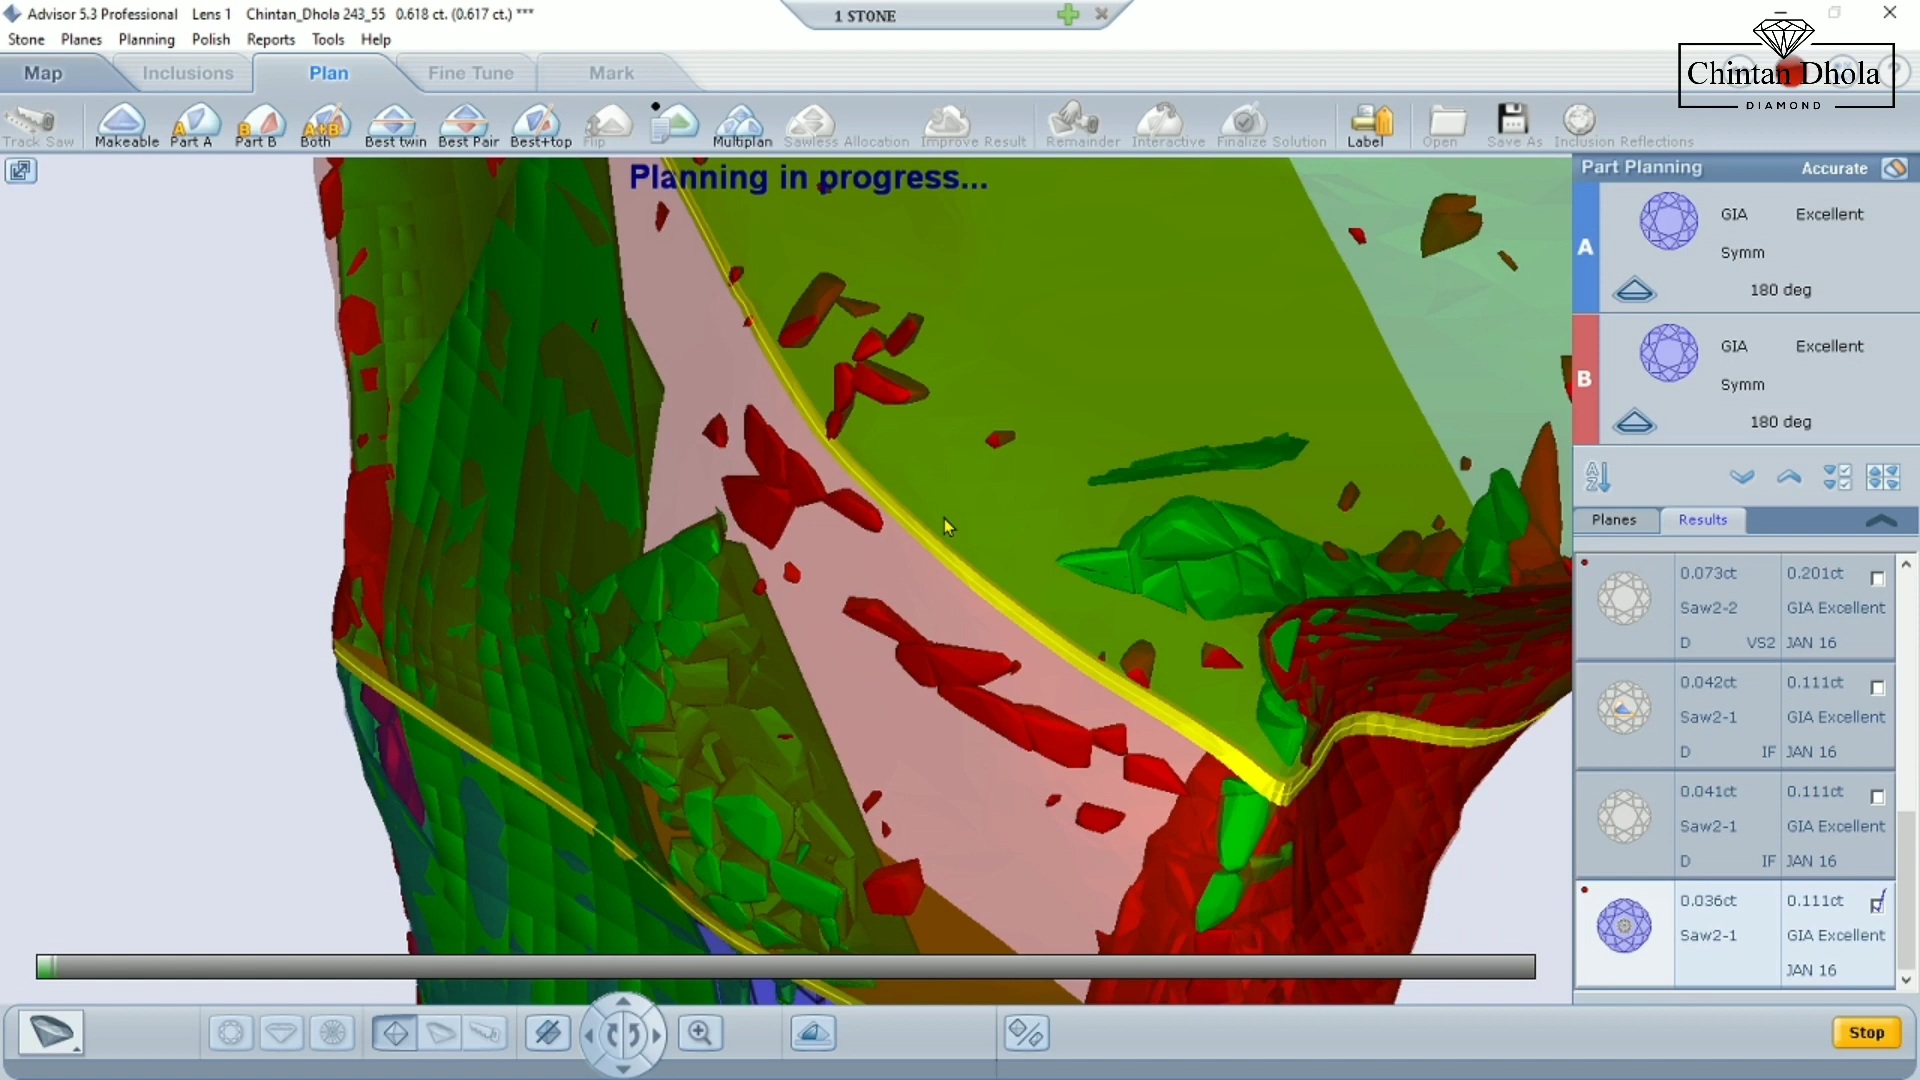 Advisor 5.3 Professional Lens 1 Chintan_Dhola 243_55 0.618 ct. (0.617 ct.) ***
1 STONE
Stone Planes Planning Polish Reports Tools Help
Chintan Dhola
DIAMOND
Map Inclusions Plan Fine Tune Mark
Track Saw Makeable Part A Part B Both Best twin Best Pair Best+top Flip Multiplan Sawless Allocation Improve Result Remainder Interactive Finalize Solution Label Open Save As Inclusion Reflections
Planning in progress...
Part Planning Accurate
A
GIA Excellent
Symm
180 deg
B
GIA Excellent
Symm
180 deg
Planes Results
0.073ct 0.201ct
Saw2-2 GIA Excellent
D VS2 JAN 16
0.042ct 0.111ct
Saw2-1 GIA Excellent
D IF JAN 16
0.041ct 0.111ct
Saw2-1 GIA Excellent
D IF JAN 16
0.036ct 0.111ct
Saw2-1 GIA Excellent
JAN 16
Stop